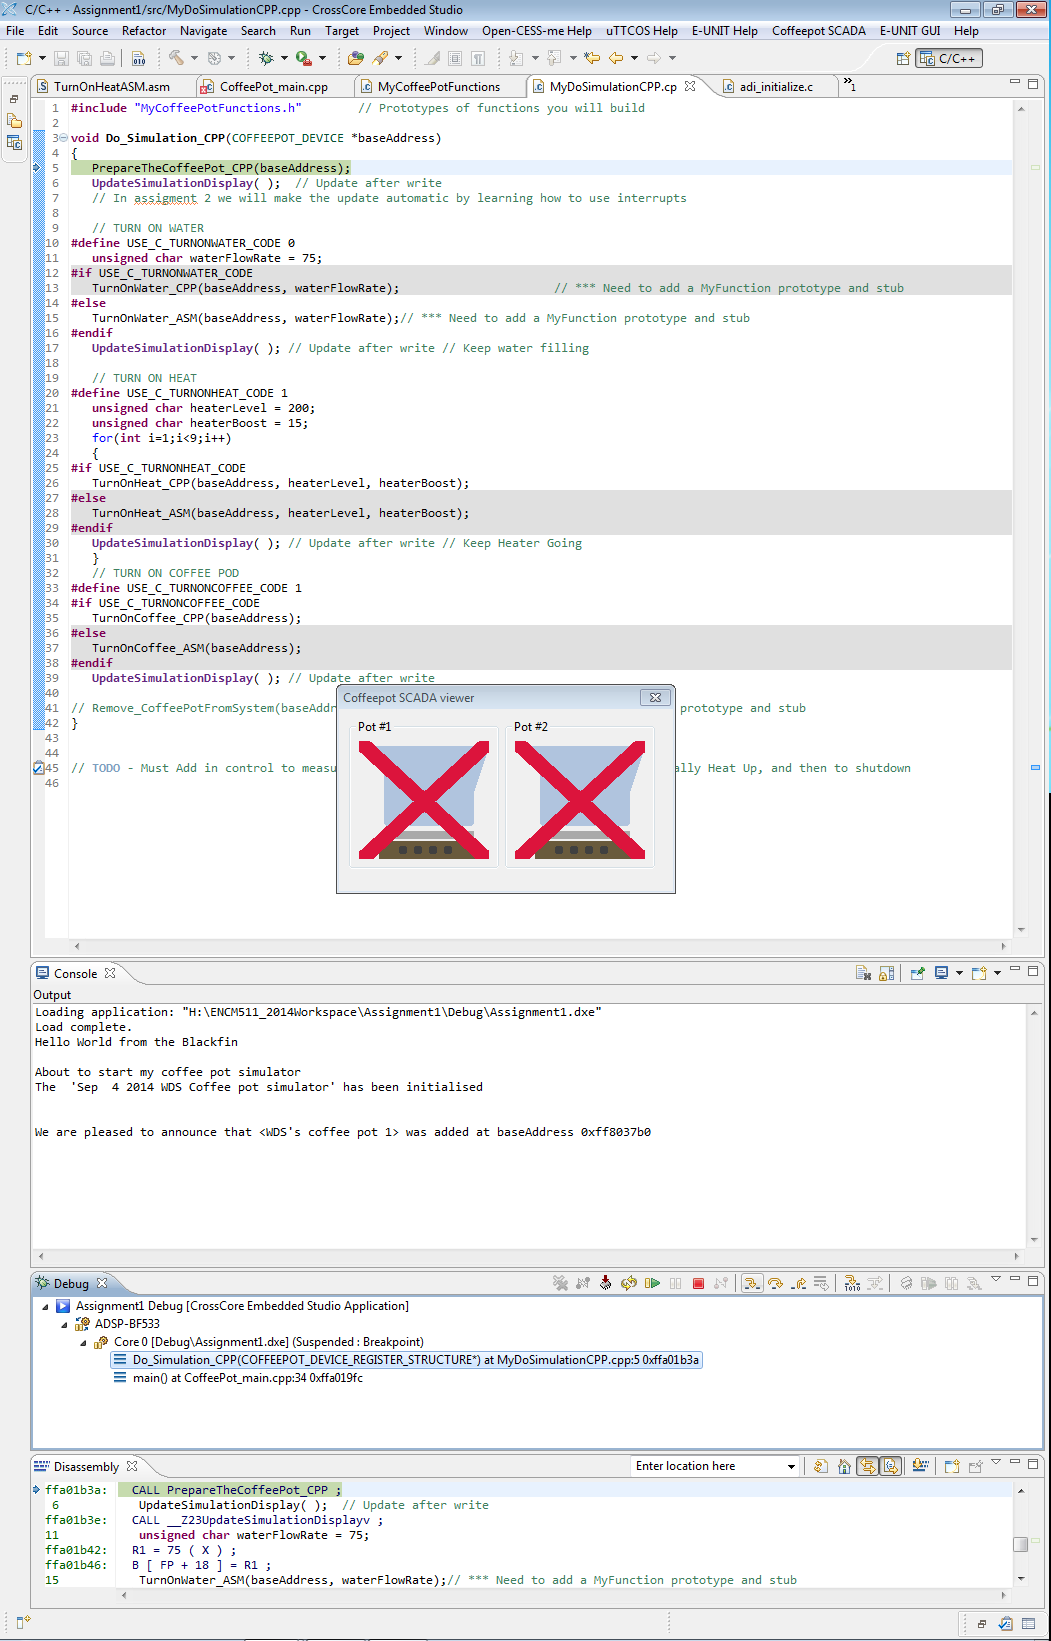 C/C++ - Assignment1/src/MyDoSimulationCPP.cpp - CrossCore Embedded Studio
File Edit Source Refactor Navigate Search Run Target Project Window Open-CESS-me Help uTTCOS Help E-UNIT Help Coffeepot SCADA E-UNIT GUI Help
C/C++
TurnOnHeatASM.asm CoffeePot_main.cpp MyCoffeePotFunctions MyDoSimulationCPP.cp adi_initialize.c »1
1 #include "MyCoffeePotFunctions.h" // Prototypes of functions you will build
2
3 void Do_Simulation_CPP(COFFEEPOT_DEVICE *baseAddress)
4 {
5 PrepareTheCoffeePot_CPP(baseAddress);
6 UpdateSimulationDisplay( ); // Update after write
7 // In assigment 2 we will make the update automatic by learning how to use interrupts
8
9 // TURN ON WATER
10 #define USE_C_TURNONWATER_CODE 0
11 unsigned char waterFlowRate = 75;
12 #if USE_C_TURNONWATER_CODE
13 TurnOnWater_CPP(baseAddress, waterFlowRate); // *** Need to add a MyFunction prototype and stub
14 #else
15 TurnOnWater_ASM(baseAddress, waterFlowRate);// *** Need to add a MyFunction prototype and stub
16 #endif
17 UpdateSimulationDisplay( ); // Update after write // Keep water filling
18
19 // TURN ON HEAT
20 #define USE_C_TURNONHEAT_CODE 1
21 unsigned char heaterLevel = 200;
22 unsigned char heaterBoost = 15;
23 for(int i=1;i<9;i++)
24 {
25 #if USE_C_TURNONHEAT_CODE
26 TurnOnHeat_CPP(baseAddress, heaterLevel, heaterBoost);
27 #else
28 TurnOnHeat_ASM(baseAddress, heaterLevel, heaterBoost);
29 #endif
30 UpdateSimulationDisplay( ); // Update after write // Keep Heater Going
31 }
32 // TURN ON COFFEE POD
33 #define USE_C_TURNONCOFFEE_CODE 1
34 #if USE_C_TURNONCOFFEE_CODE
35 TurnOnCoffee_CPP(baseAddress);
36 #else
37 TurnOnCoffee_ASM(baseAddress);
38 #endif
39 UpdateSimulationDisplay( ); // Update after write
40
41 // Remove_CoffeePotFromSystem(baseAddr prototype and stub
42 }
43
44
45 // TODO - Must Add in control to measu ally Heat Up, and then to shutdown
46
Coffeepot SCADA viewer
Pot #1 Pot #2
Console
Output
Loading application: "H:\ENCM511_2014Workspace\Assignment1\Debug\Assignment1.dxe"
Load complete.
Hello World from the Blackfin
About to start my coffee pot simulator
The 'Sep 4 2014 WDS Coffee pot simulator' has been initialised
We are pleased to announce that <WDS's coffee pot 1> was added at baseAddress 0xff8037b0
Debug
Assignment1 Debug [CrossCore Embedded Studio Application]
ADSP-BF533
Core 0 [Debug\Assignment1.dxe] (Suspended : Breakpoint)
Do_Simulation_CPP(COFFEEPOT_DEVICE_REGISTER_STRUCTURE*) at MyDoSimulationCPP.cpp:5 0xffa01b3a
main() at CoffeePot_main.cpp:34 0xffa019fc
Disassembly Enter location here
ffa01b3a: CALL PrepareTheCoffeePot_CPP ;
6 UpdateSimulationDisplay( ); // Update after write
ffa01b3e: CALL __Z23UpdateSimulationDisplayv ;
11 unsigned char waterFlowRate = 75;
ffa01b42: R1 = 75 ( X ) ;
ffa01b46: B [ FP + 18 ] = R1 ;
15 TurnOnWater_ASM(baseAddress, waterFlowRate);// *** Need to add a MyFunction prototype and stub